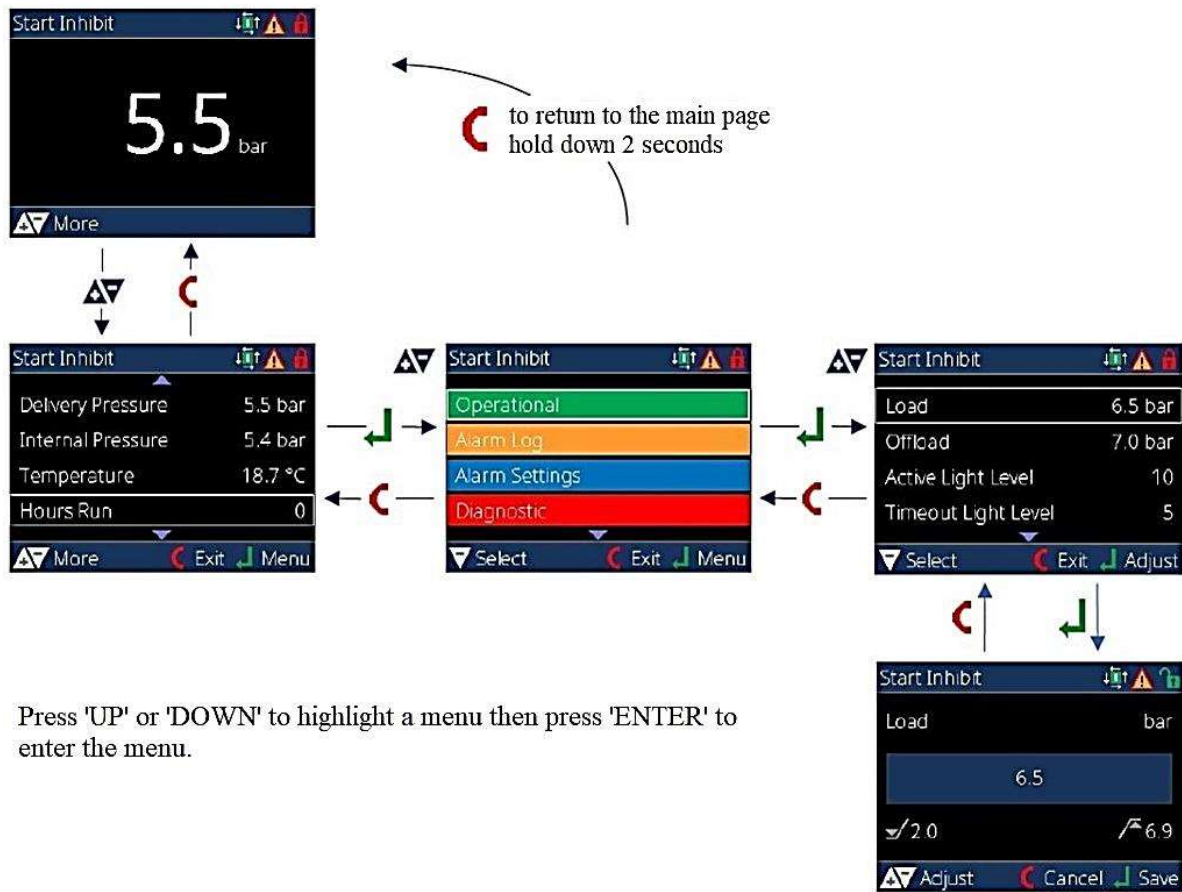 Start Inhibit
5.5 bar
More
to return to the main page
hold down 2 seconds
Start Inhibit
Delivery Pressure 5.5 bar
Internal Pressure 5.4 bar
Temperature 18.7 °C
Hours Run 0
More Exit Menu
Start Inhibit
Operational
Alarm Log
Alarm Settings
Diagnostic
Select Exit Menu
Start Inhibit
Load 6.5 bar
Offload 7.0 bar
Active Light Level 10
Timeout Light Level 5
Select Exit Adjust
Start Inhibit
Load bar
6.5
2.0 6.9
Adjust Cancel Save
Press 'UP' or 'DOWN' to highlight a menu then press 'ENTER' to
enter the menu.